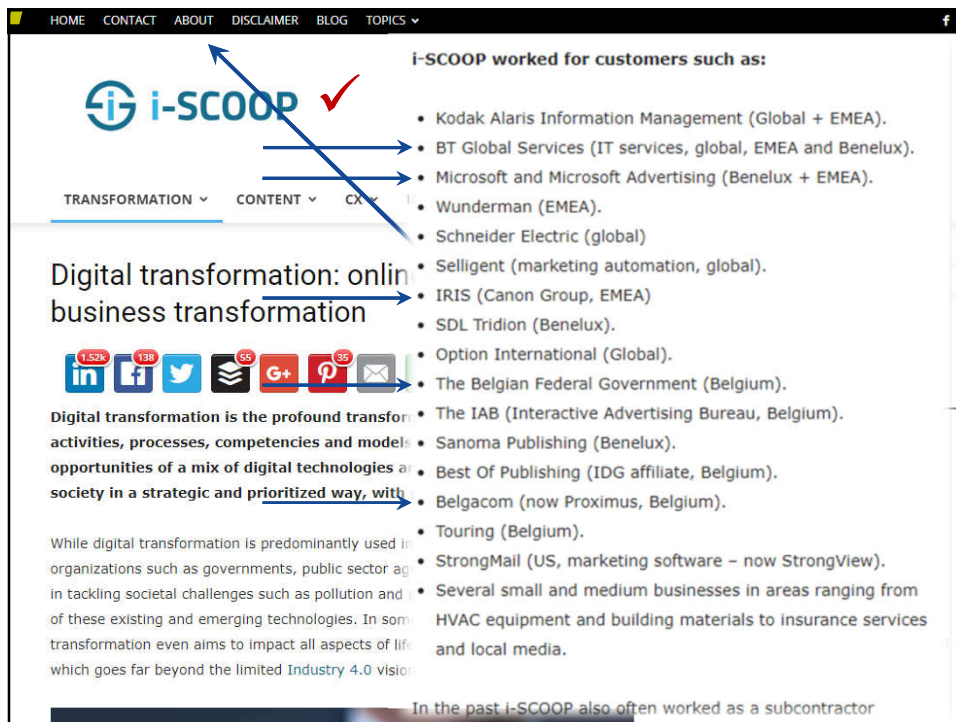 HOME CONTACT ABOUT DISCLAIMER BLOG TOPICS
f
i-SCOOP
TRANSFORMATION CONTENT CX
Digital transformation: onlin
business transformation
1.52k 138 55 35
in f G+
Digital transformation is the profound transfor
activities, processes, competencies and models
opportunities of a mix of digital technologies a
society in a strategic and prioritized way, with
While digital transformation is predominantly used in
organizations such as governments, public sector ag
in tackling societal challenges such as pollution and
of these existing and emerging technologies. In som
transformation even aims to impact all aspects of life
which goes far beyond the limited Industry 4.0 vision
i-SCOOP worked for customers such as:
• Kodak Alaris Information Management (Global + EMEA).
• BT Global Services (IT services, global, EMEA and Benelux).
• Microsoft and Microsoft Advertising (Benelux + EMEA).
• Wunderman (EMEA).
• Schneider Electric (global)
• Selligent (marketing automation, global).
• IRIS (Canon Group, EMEA)
• SDL Tridion (Benelux).
• Option International (Global).
• The Belgian Federal Government (Belgium).
• The IAB (Interactive Advertising Bureau, Belgium).
• Sanoma Publishing (Benelux).
• Best Of Publishing (IDG affiliate, Belgium).
• Belgacom (now Proximus, Belgium).
• Touring (Belgium).
• StrongMail (US, marketing software – now StrongView).
• Several small and medium businesses in areas ranging from
HVAC equipment and building materials to insurance services
and local media.
In the past i-SCOOP also often worked as a subcontractor